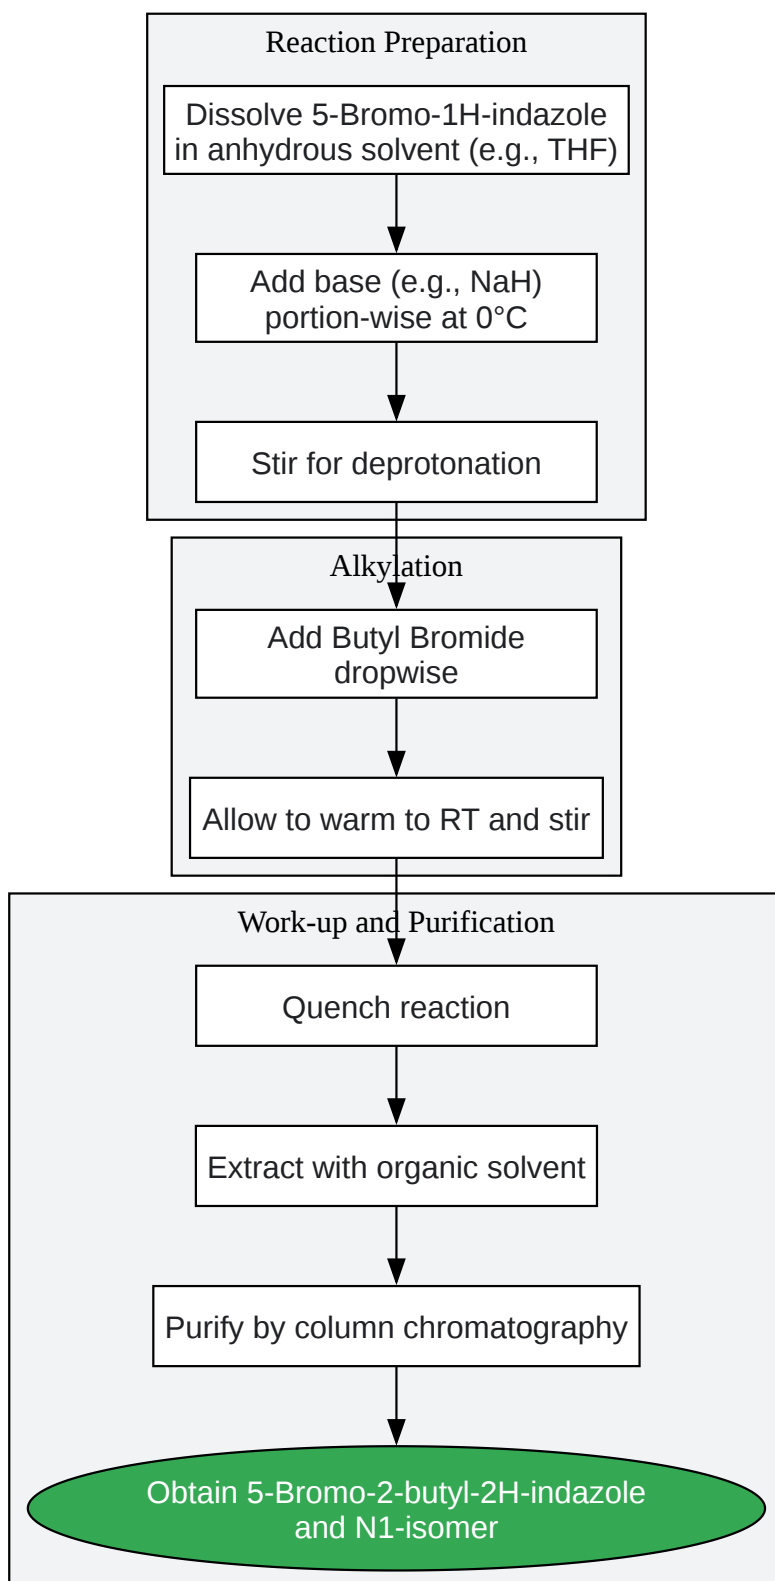 Reaction Preparation
Dissolve 5-Bromo-1H-indazole
in anhydrous solvent (e.g., THF)
Add base (e.g., NaH)
portion-wise at 0°C
Stir for deprotonation
Alkylation
Add Butyl Bromide
dropwise
Allow to warm to RT and stir
Work-up and Purification
Quench reaction
Extract with organic solvent
Purify by column chromatography
Obtain 5-Bromo-2-butyl-2H-indazole
and N1-isomer